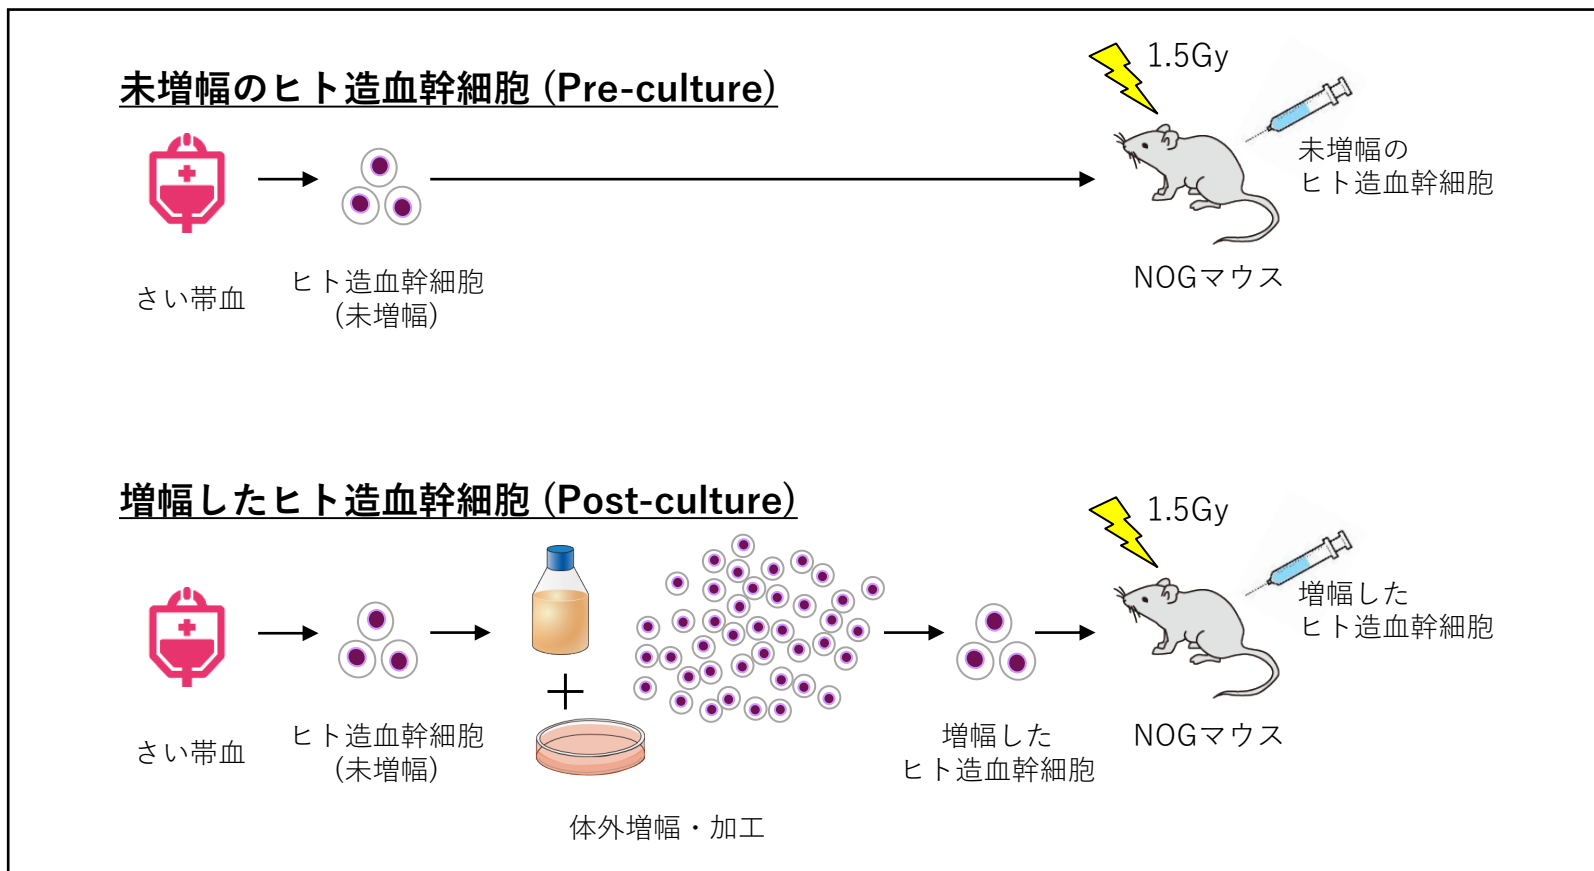 未増幅のヒト造血幹細胞 (Pre-culture)
1.5Gy
未増幅の
ヒト造血幹細胞
さい帯血
ヒト造血幹細胞
(未増幅)
NOGマウス
増幅したヒト造血幹細胞 (Post-culture)
1.5Gy
増幅した
ヒト造血幹細胞
さい帯血
ヒト造血幹細胞
(未増幅)
体外増幅・加工
増幅した
ヒト造血幹細胞
NOGマウス